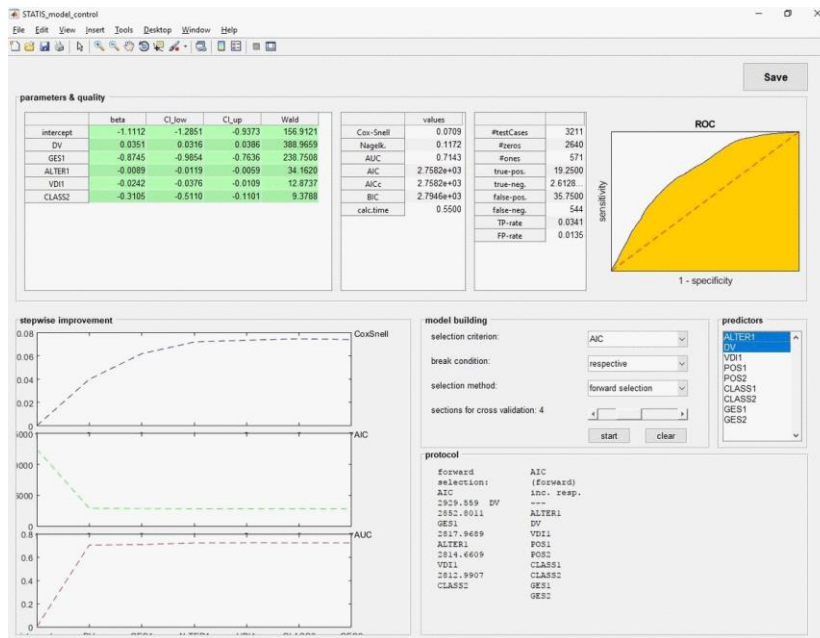 STATIS_model_control
File Edit View Insert Tools Desktop Window Help
Save
parameters & quality
beta CI_low CI_up Wald
intercept -1.1112 -1.2851 -0.9373 156.9121
DV 0.0351 0.0316 0.0386 388.9659
GES1 -0.8745 -0.9854 -0.7636 238.7508
ALTER1 -0.0089 -0.0119 -0.0059 34.1620
VDI1 -0.0242 -0.0376 -0.0109 12.8737
CLASS2 -0.3105 -0.5110 -0.1101 9.3788
values
Cox-Snell 0.0709
Nagelk. 0.1172
AUC 0.7143
AIC 2.7582e+03
AICc 2.7582e+03
BIC 2.7946e+03
calc.time 0.5500
#testCases 3211
#zeros 2640
#ones 571
true-pos. 19.2500
true-neg. 2.6128...
false-pos. 35.7500
false-neg. 544
TP-rate 0.0341
FP-rate 0.0135
ROC
sensitivity
1 - specificity
stepwise improvement
0.08
0.06
0.04
0.02
0
CoxSnell
5000
0
AIC
0.8
0.6
0.4
0.2
0
AUC
model building
selection criterion: AIC
break condition: respective
selection method: forward selection
sections for cross validation: 4
start clear
predictors
ALTER1
DV
VDI1
POS1
POS2
CLASS1
CLASS2
GES1
GES2
protocol
forward AIC
selection: (forward)
AIC inc. resp.
2929.559 DV ---
2852.8011 ALTER1
GES1 DV
2817.9689 VDI1
ALTER1 POS1
2814.6609 POS2
VDI1 CLASS1
2812.9907 CLASS2
CLASS2 GES1
GES2